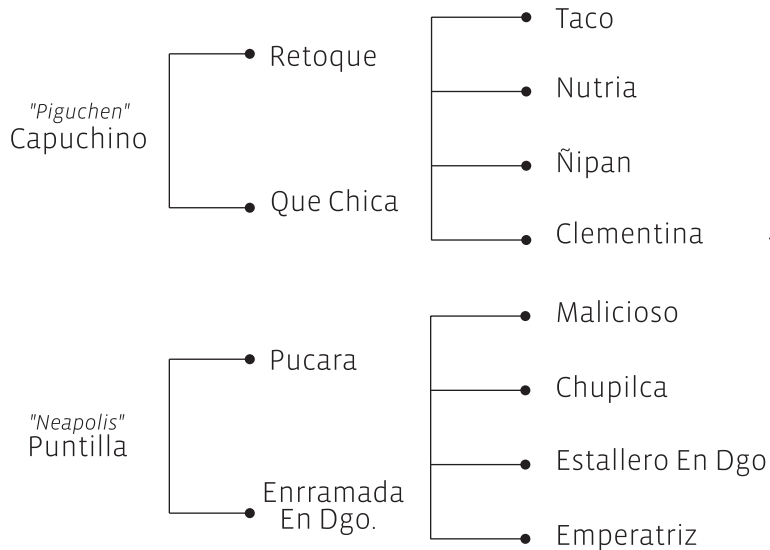 "Piguchen"
Capuchino
Retoque
Que Chica
Taco
Nutria
Ñipan
Clementina
"Neapolis"
Puntilla
Pucara
Enrramada
En Dgo.
Malicioso
Chupilca
Estallero En Dgo
Emperatriz